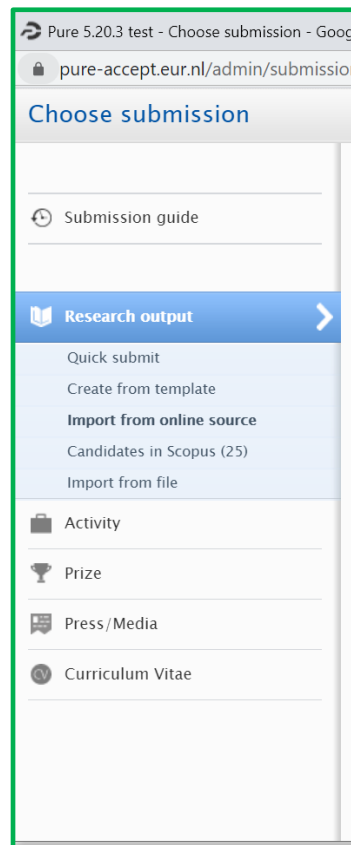 Pure 5.20.3 test - Choose submission - Goog
pure-accept.eur.nl/admin/submission
Choose submission
Submission guide
Research output
Quick submit
Create from template
Import from online source
Candidates in Scopus (25)
Import from file
Activity
Prize
Press/Media
CV
Curriculum Vitae